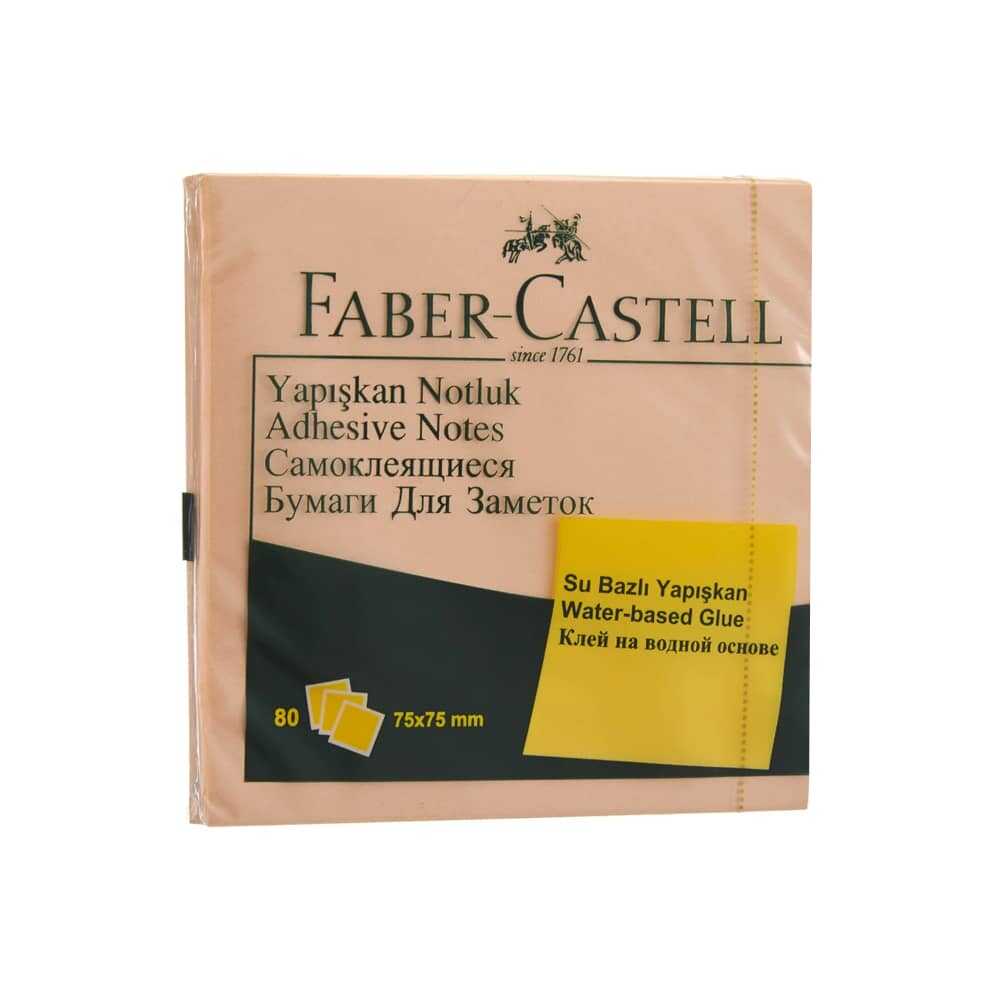 FABER-CASTELL
since 1761
Yapışkan Notluk
Adhesive Notes
Самоклеящиеся
Бумаги Для Заметок
Su Bazlı Yapışkan
Water-based Glue
Клей на водной основе
80 75x75 mm